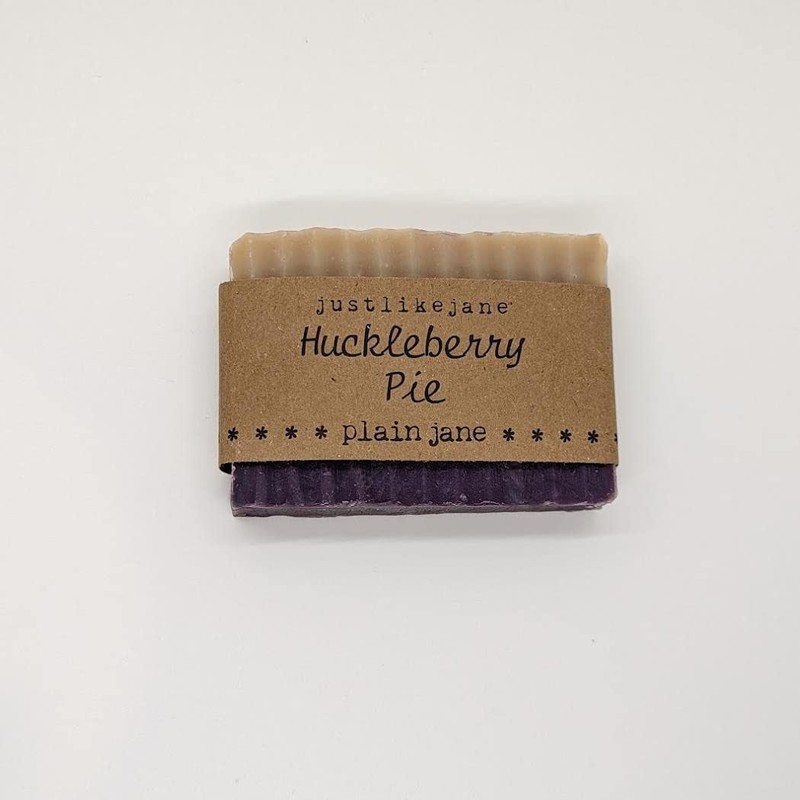 justlikejane
Huckleberry
Pie
* * * * plain jane * * * * *